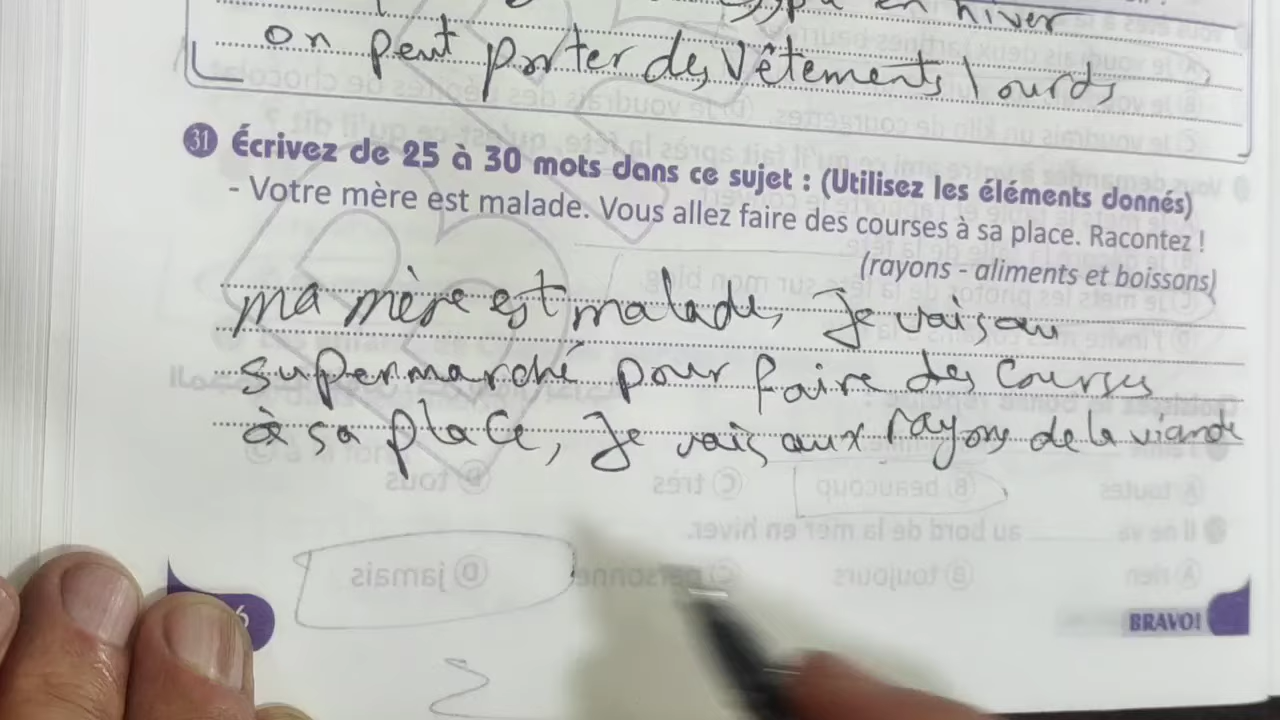 en hiver
on peut porter des vêtements lourds
31 Écrivez de 25 à 30 mots dans ce sujet : (Utilisez les éléments donnés)
- Votre mère est malade. Vous allez faire des courses à sa place. Racontez !
(rayons - aliments et boissons)
ma mère est malade, Je vais au
supermarché pour faire des courses
à sa place, Je vais aux rayons de la viande
6
BRAVO!